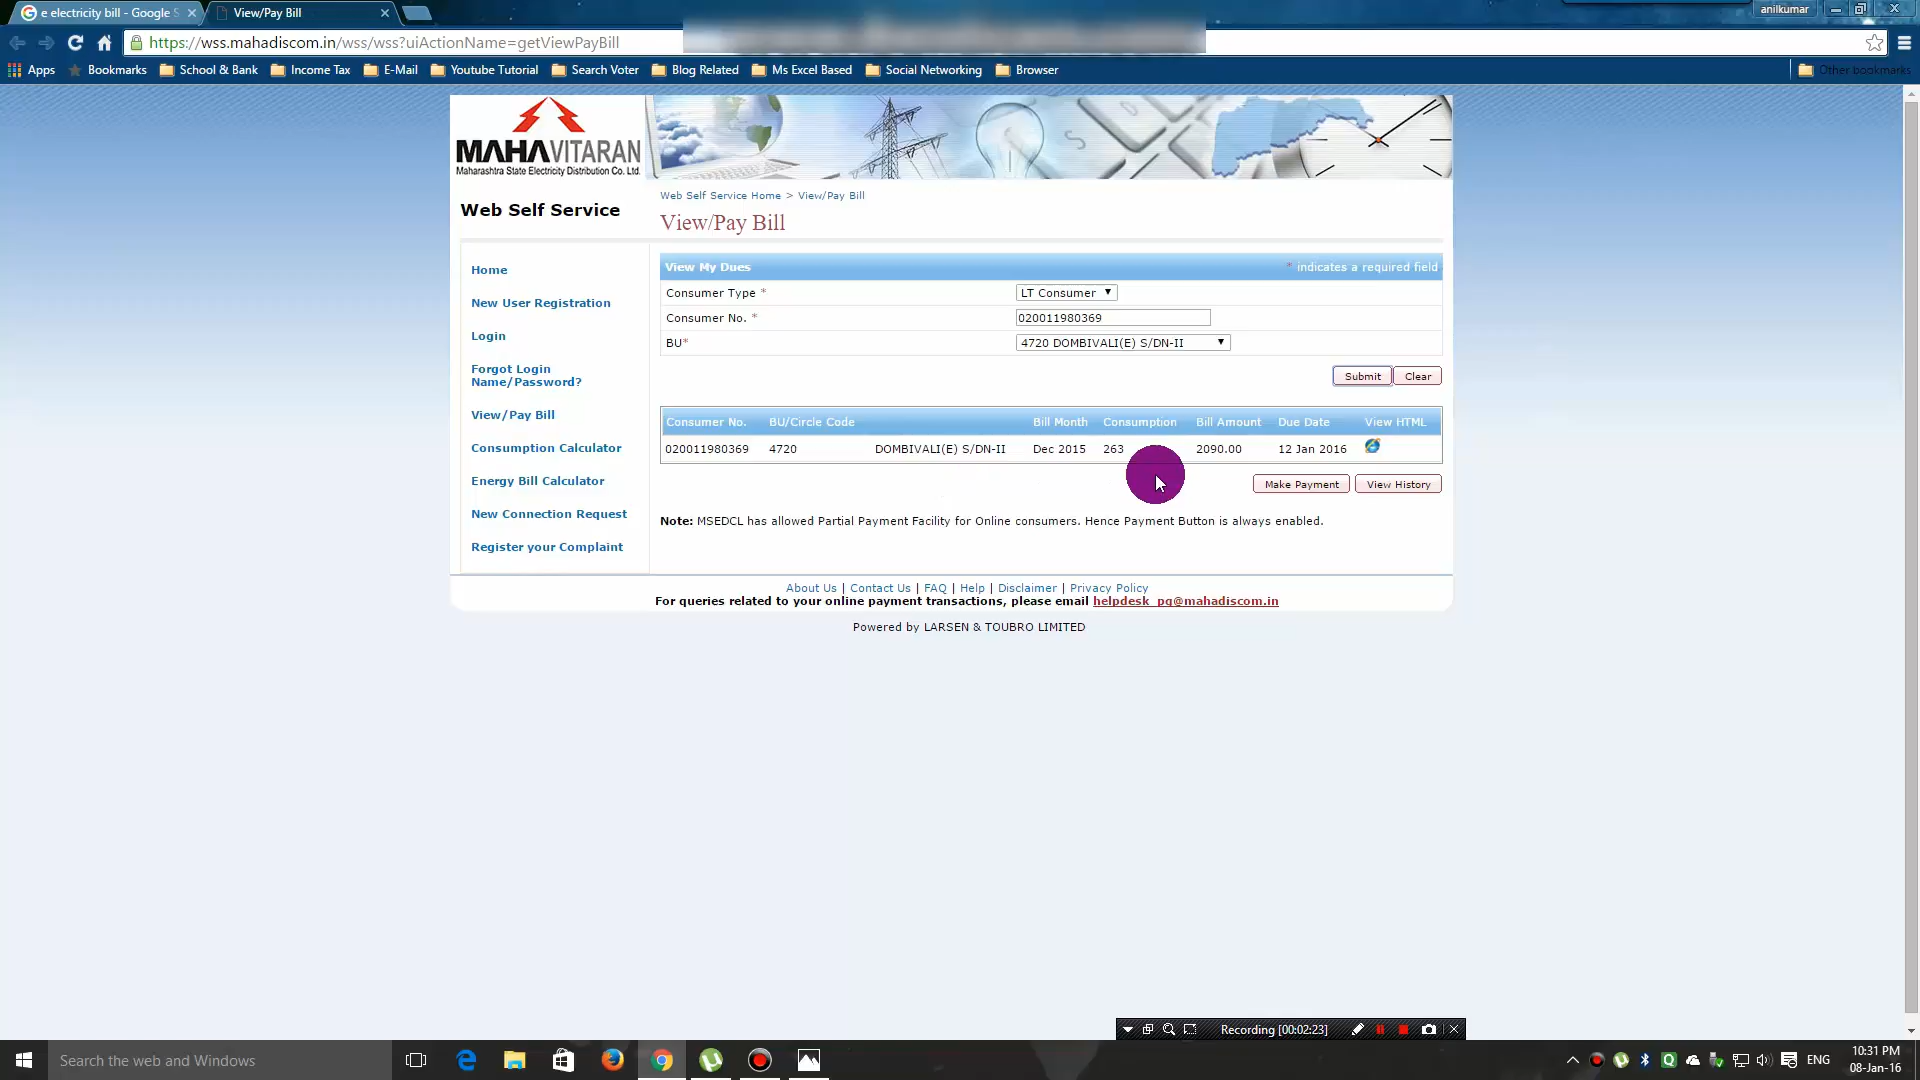 e electricity bill - Google S
View/Pay Bill
anilkumar
https://wss.mahadiscom.in/wss/wss?uiActionName=getViewPayBill
Apps Bookmarks School & Bank Income Tax E-Mail Youtube Tutorial Search Voter Blog Related Ms Excel Based Social Networking Browser Other bookmarks
MAHAVITARAN
Maharashtra State Electricity Distribution Co. Ltd.
Web Self Service Home > View/Pay Bill
Web Self Service
View/Pay Bill
Home
New User Registration
Login
Forgot Login
Name/Password?
View/Pay Bill
Consumption Calculator
Energy Bill Calculator
New Connection Request
Register your Complaint
View My Dues * indicates a required field
Consumer Type * LT Consumer
Consumer No. * 020011980369
BU* 4720 DOMBIVALI(E) S/DN-II
Submit Clear
Consumer No. BU/Circle Code Bill Month Consumption Bill Amount Due Date View HTML
020011980369 4720 DOMBIVALI(E) S/DN-II Dec 2015 263 2090.00 12 Jan 2016
Make Payment View History
Note: MSEDCL has allowed Partial Payment Facility for Online consumers. Hence Payment Button is always enabled.
About Us | Contact Us | FAQ | Help | Disclaimer | Privacy Policy
For queries related to your online payment transactions, please email helpdesk_pg@mahadiscom.in
Powered by LARSEN & TOUBRO LIMITED
Recording [00:02:23]
Search the web and Windows
ENG
10:31 PM
08-Jan-16